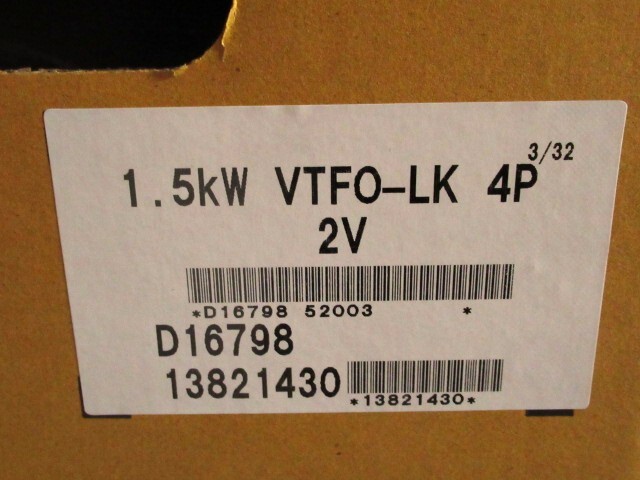 3/32
1.5kW VTFO-LK 4P
2V
*D16798 52003 *
D16798
13821430
*13821430*